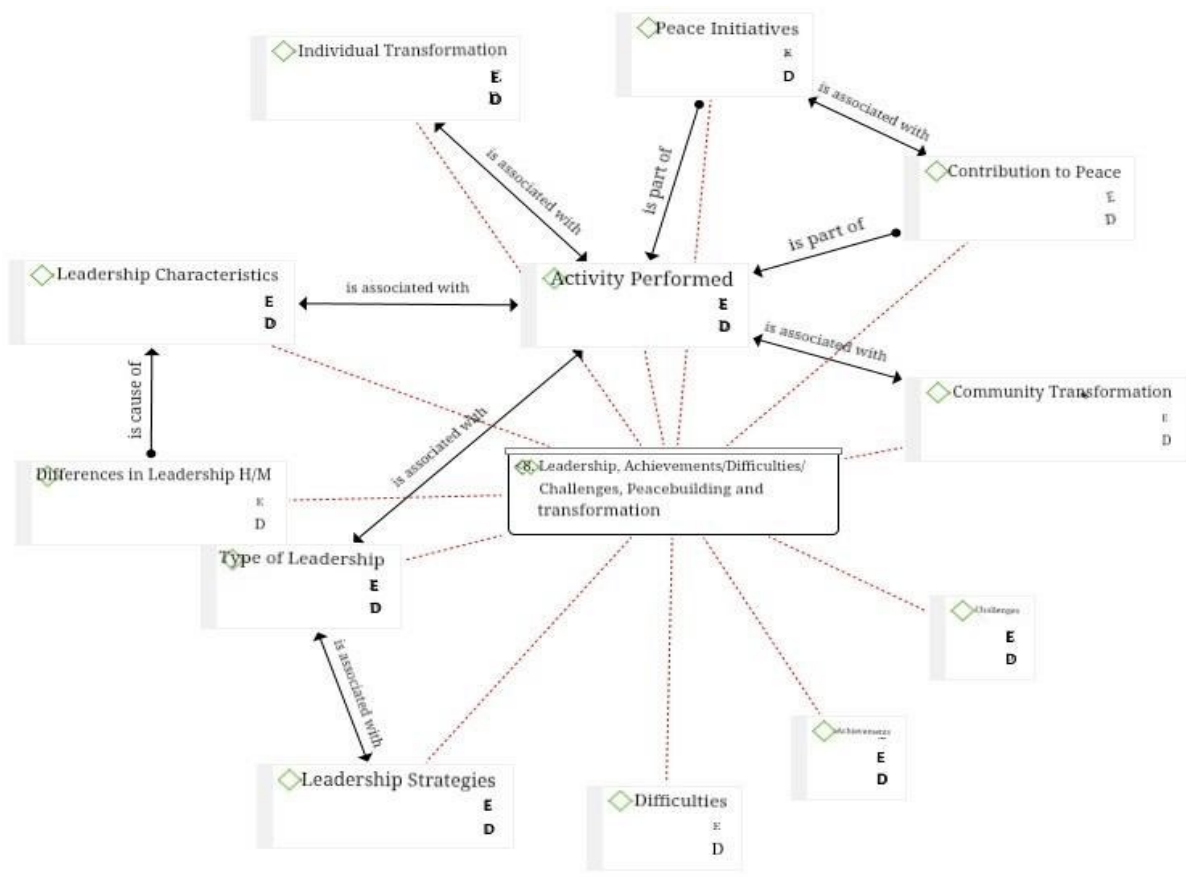 Peace Initiatives
E
D
Individual Transformation
E
D
is associated with
is associated with
is part of
Contribution to Peace
E
D
is part of
Leadership Characteristics
E
D
is associated with
Activity Performed
E
D
is associated with
is cause of
Community Transformation
E
D
is associated with
Differences in Leadership H/M
E
D
8. Leadership, Achievements/Difficulties/
Challenges, Peacebuilding and
transformation
Type of Leadership
E
D
is associated with
Challenges
E
D
Achievements
E
D
Leadership Strategies
E
D
Difficulties
E
D